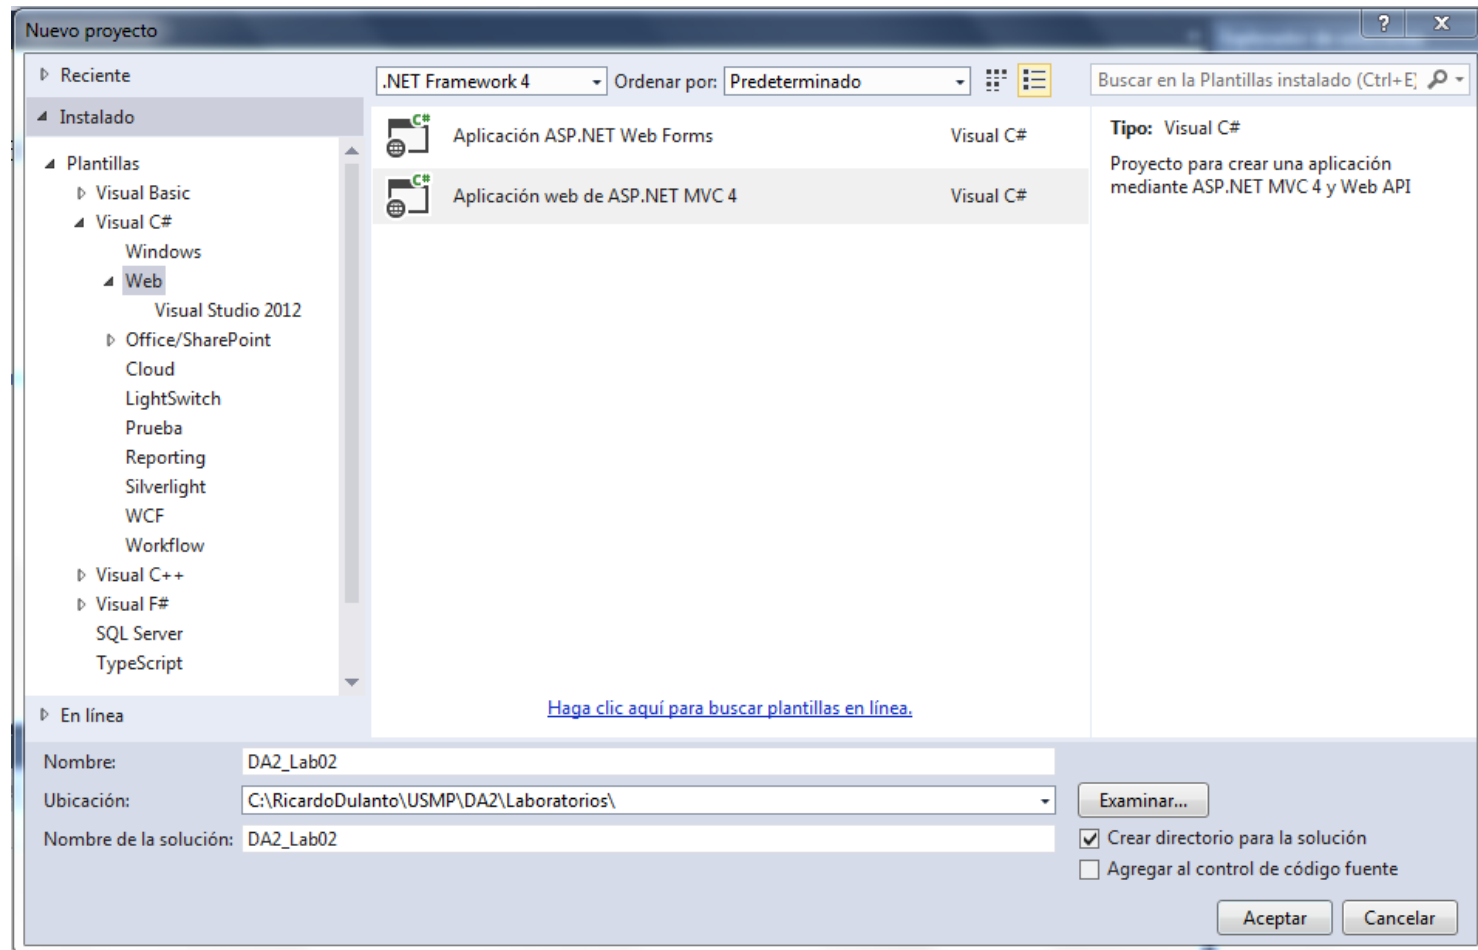 Nuevo proyecto
? X
Reciente
.NET Framework 4
Ordenar por:
Predeterminado
Buscar en la Plantillas instalado (Ctrl+E)
Instalado
Plantillas
Visual Basic
Visual C#
Windows
Web
Visual Studio 2012
Office/SharePoint
Cloud
LightSwitch
Prueba
Reporting
Silverlight
WCF
Workflow
Visual C++
Visual F#
SQL Server
TypeScript
En línea
C# Aplicación ASP.NET Web Forms Visual C#
C# Aplicación web de ASP.NET MVC 4 Visual C#
Haga clic aquí para buscar plantillas en línea.
Tipo: Visual C#
Proyecto para crear una aplicación
mediante ASP.NET MVC 4 y Web API
Nombre: DA2_Lab02
Ubicación: C:\RicardoDulanto\USMP\DA2\Laboratorios\
Examinar...
Nombre de la solución: DA2_Lab02
Crear directorio para la solución
Agregar al control de código fuente
Aceptar Cancelar